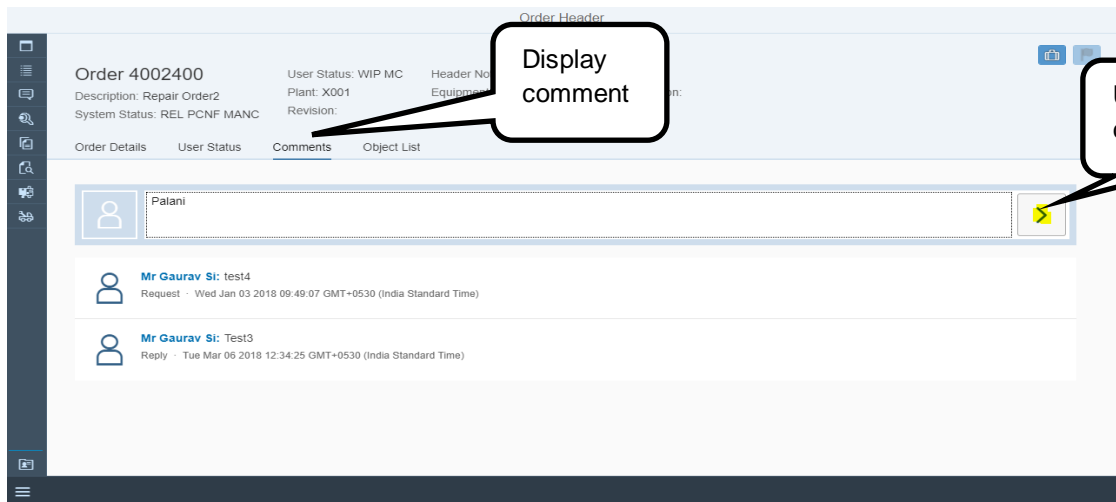 Order Header
Display
comment
Order 4002400
Description: Repair Order2
System Status: REL PCNF MANC
User Status: WIP MC
Plant: X001
Revision:
Header No
Order Details User Status Comments Object List
Palani
Mr Gaurav Si: test4
Request · Wed Jan 03 2018 09:49:07 GMT+0530 (India Standard Time)
Mr Gaurav Si: Test3
Reply · Tue Mar 06 2018 12:34:25 GMT+0530 (India Standard Time)